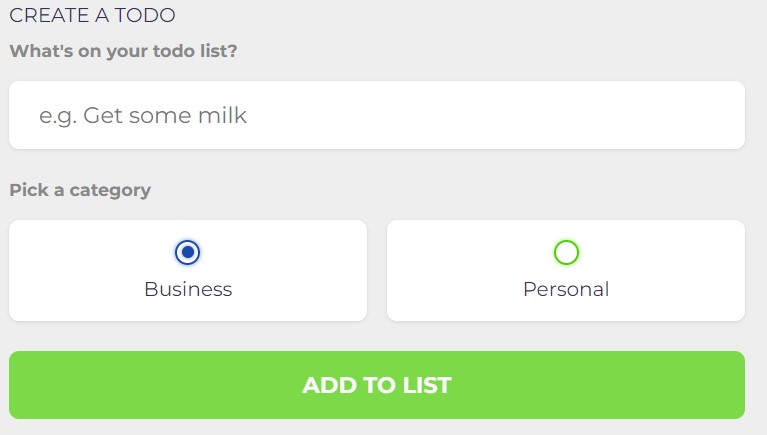 CREATE A TODO
What's on your todo list?
e.g. Get some milk
Pick a category
Business
Personal
ADD TO LIST